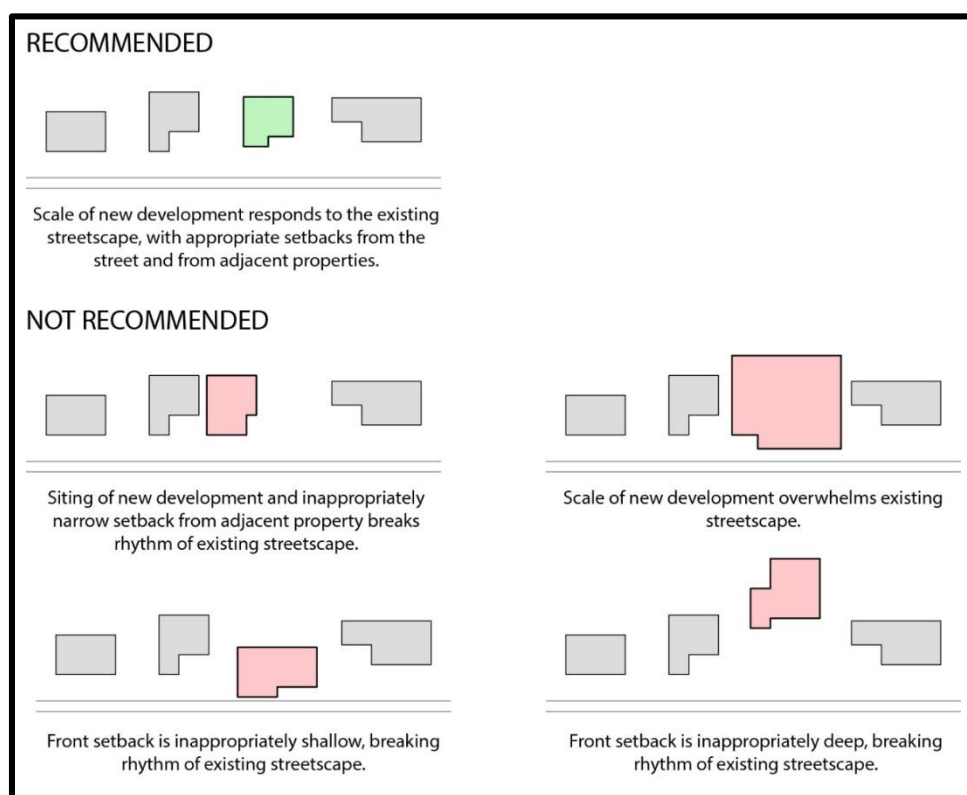 RECOMMENDED
Scale of new development responds to the existing
streetscape, with appropriate setbacks from the
street and from adjacent properties.
NOT RECOMMENDED
Siting of new development and inappropriately
narrow setback from adjacent property breaks
rhythm of existing streetscape.
Scale of new development overwhelms existing
streetscape.
Front setback is inappropriately shallow, breaking
rhythm of existing streetscape.
Front setback is inappropriately deep, breaking
rhythm of existing streetscape.